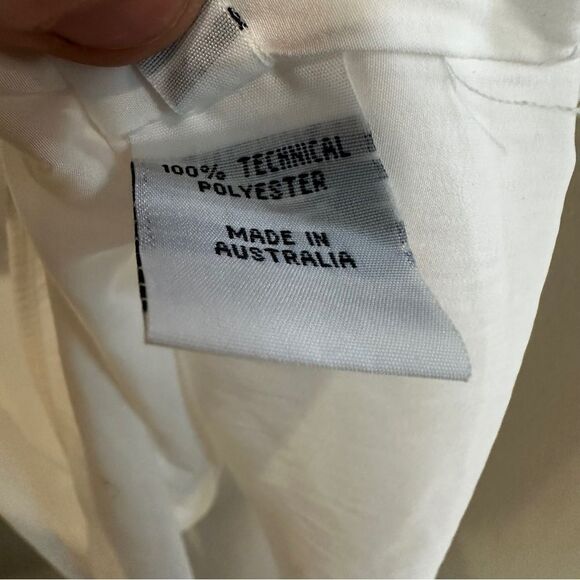 100% TECHNICAL
POLYESTER
MADE IN
AUSTRALIA